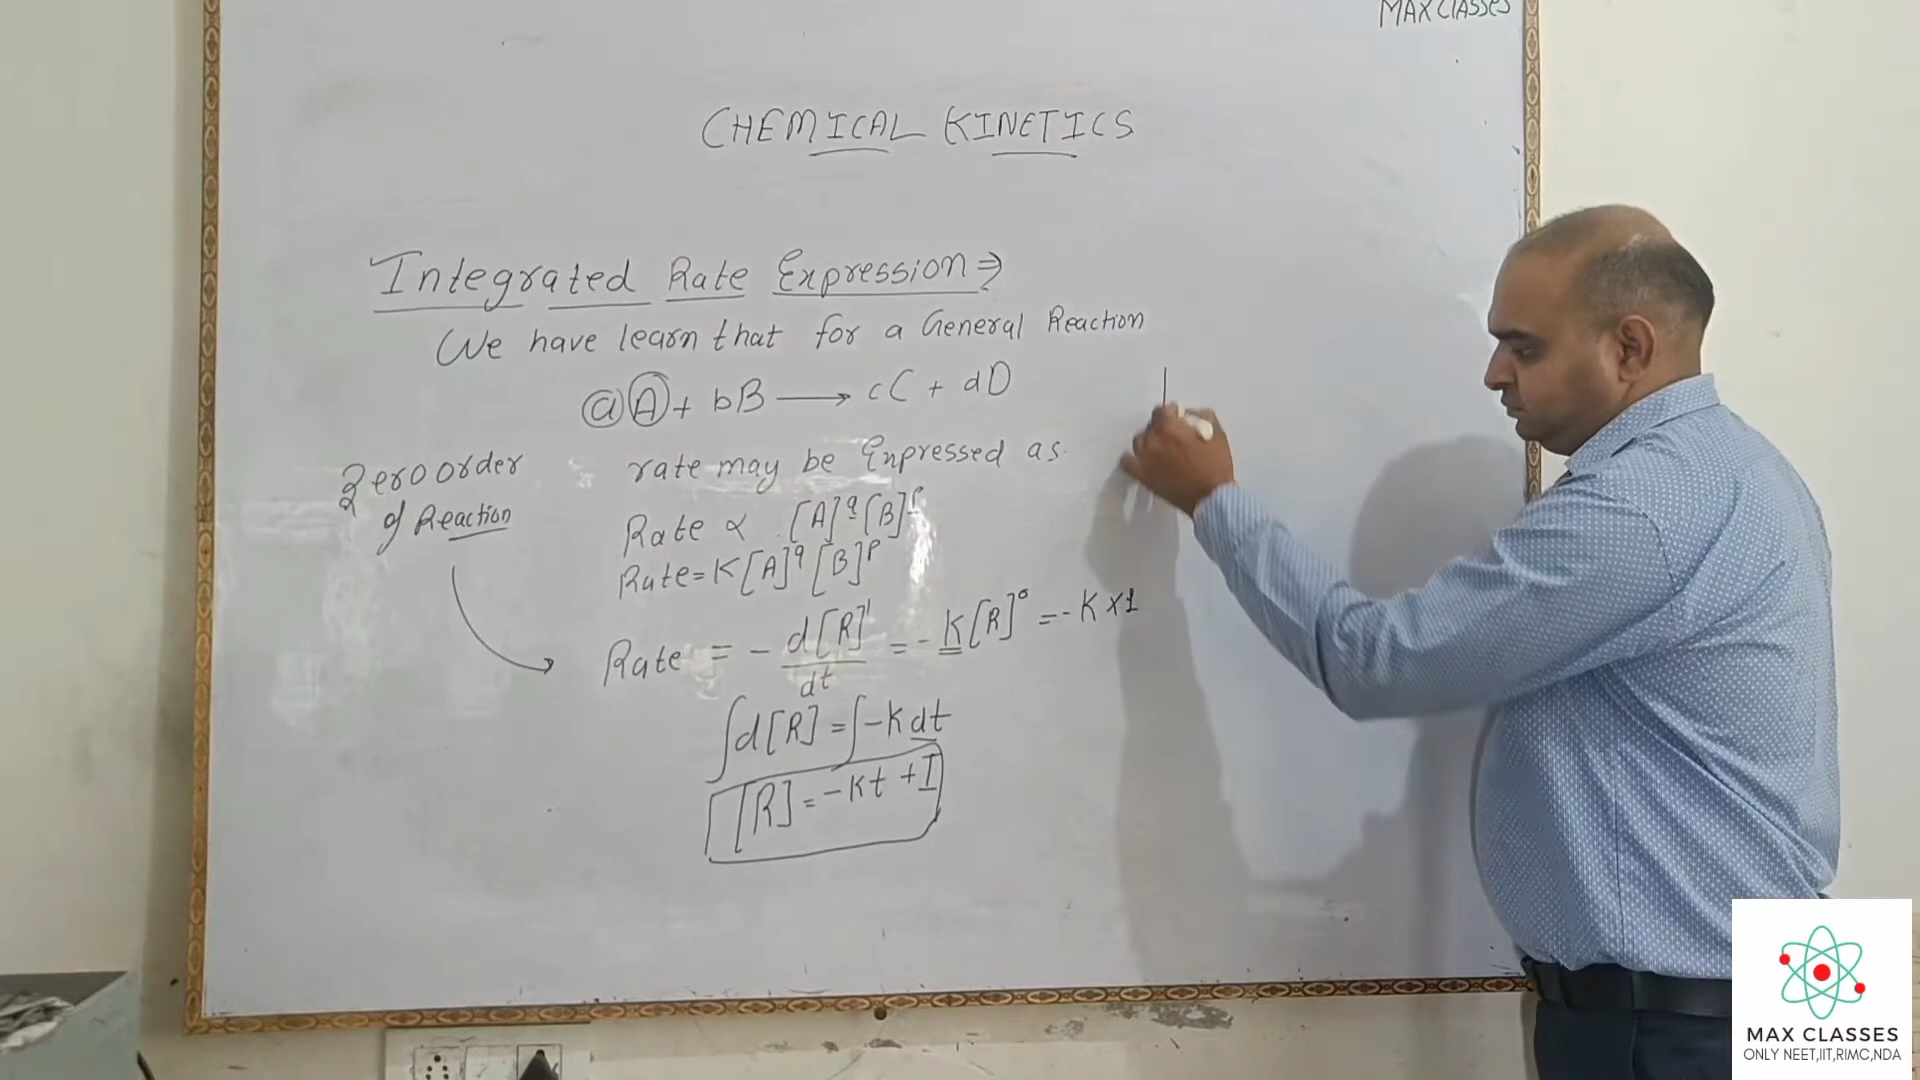 MAX CLASSES
CHEMICAL KINETICS
Integrated Rate Expression ⇒
We have learn that for a General Reaction
aA + bB → cC + dD
Zero order
of Reaction
rate may be Expressed as.
Rate ∝ [A]^q [B]^p
Rate = K[A]^q [B]^p
Rate = - d[R]^1 / dt = - K[R]^0 = - K×1
∫d[R] = ∫-K dt
[R] = -Kt + I
MAX CLASSES
ONLY NEET,IIT,RIMC,NDA